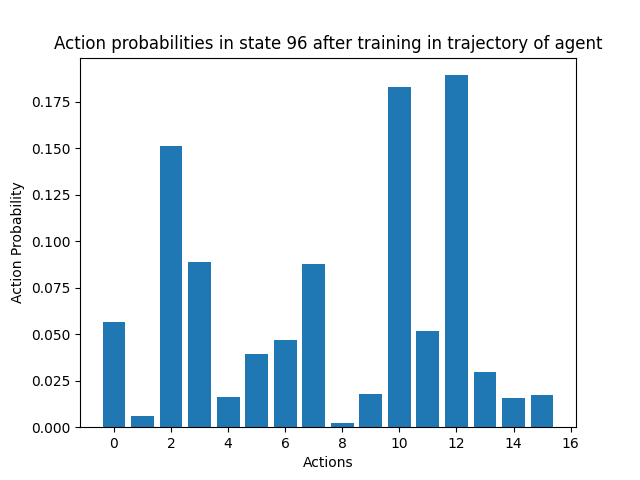 Action probabilities in state 96 after training in trajectory of agent
0.175
0.150
0.125
0.100
0.075
0.050
0.025
0.000
Action Probability
0 2 4 6 8 10 12 14 16
Actions